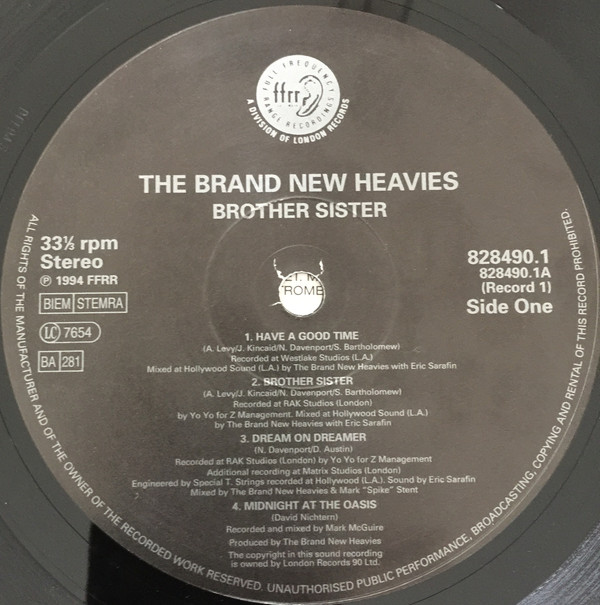 FULL FREQUENCY
ffrr
RANGE RECORDINGS
A DIVISION OF LONDON RECORDS
THE BRAND NEW HEAVIES
BROTHER SISTER
33⅓ rpm
Stereo
℗ 1994 FFRR
BIEM STEMRA
LC 7654
BA 281
828490.1
828490.1A
(Record 1)
Side One
TROME
1. HAVE A GOOD TIME
(A. Levy/J. Kincaid/N. Davenport/S. Bartholomew)
Recorded at Westlake Studios (L.A.)
Mixed at Hollywood Sound (L.A.) by The Brand New Heavies with Eric Sarafin
2. BROTHER SISTER
(A. Levy/J. Kincaid/N. Davenport/S. Bartholomew)
Recorded at RAK Studios (London)
by Yo Yo for Z Management. Mixed at Hollywood Sound (L.A.)
by The Brand New Heavies with Eric Sarafin
3. DREAM ON DREAMER
(N. Davenport/D. Austin)
Recorded at RAK Studios (London) by Yo Yo for Z Management
Additional recording at Matrix Studios (London)
Engineered by Special T. Strings recorded at Hollywood (L.A.). Sound by Eric Sarafin
Mixed by The Brand New Heavies & Mark "Spike" Stent
4. MIDNIGHT AT THE OASIS
(David Nichtern)
Recorded and mixed by Mark McGuire
Produced by The Brand New Heavies
The copyright in this sound recording
is owned by London Records 90 Ltd.
ALL RIGHTS OF THE MANUFACTURER AND OF THE OWNER OF THE RECORDED WORK RESERVED. UNAUTHORISED PUBLIC PERFORMANCE, BROADCASTING, COPYING AND RENTAL OF THIS RECORD PROHIBITED.